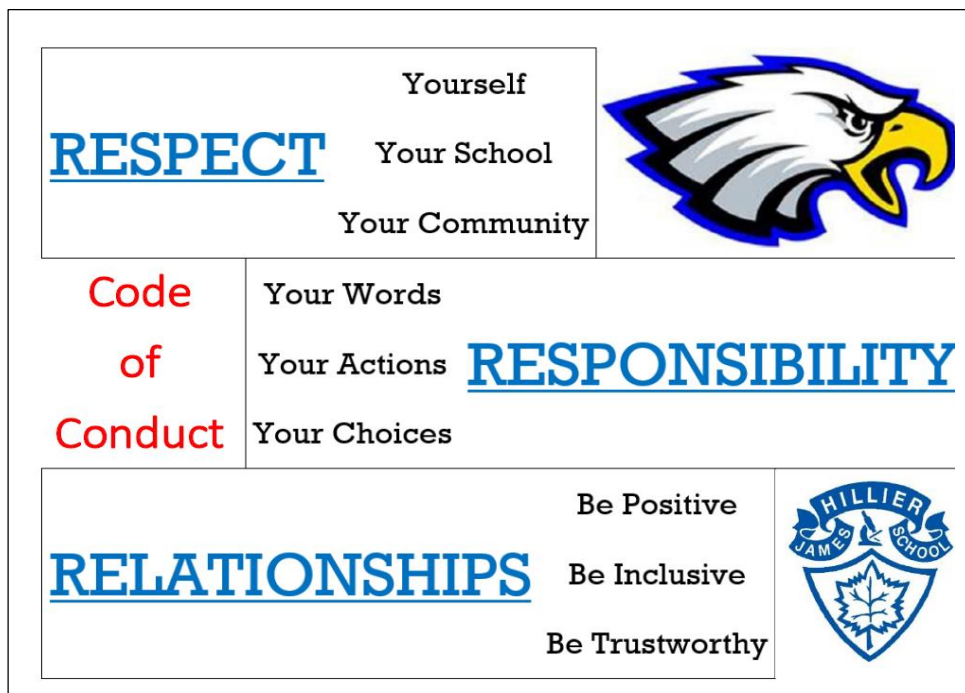 RESPECT
Yourself
Your School
Your Community
Code
of
Conduct
Your Words
Your Actions
Your Choices
RESPONSIBILITY
RELATIONSHIPS
Be Positive
Be Inclusive
Be Trustworthy
HILLIER
JAMES SCHOOL